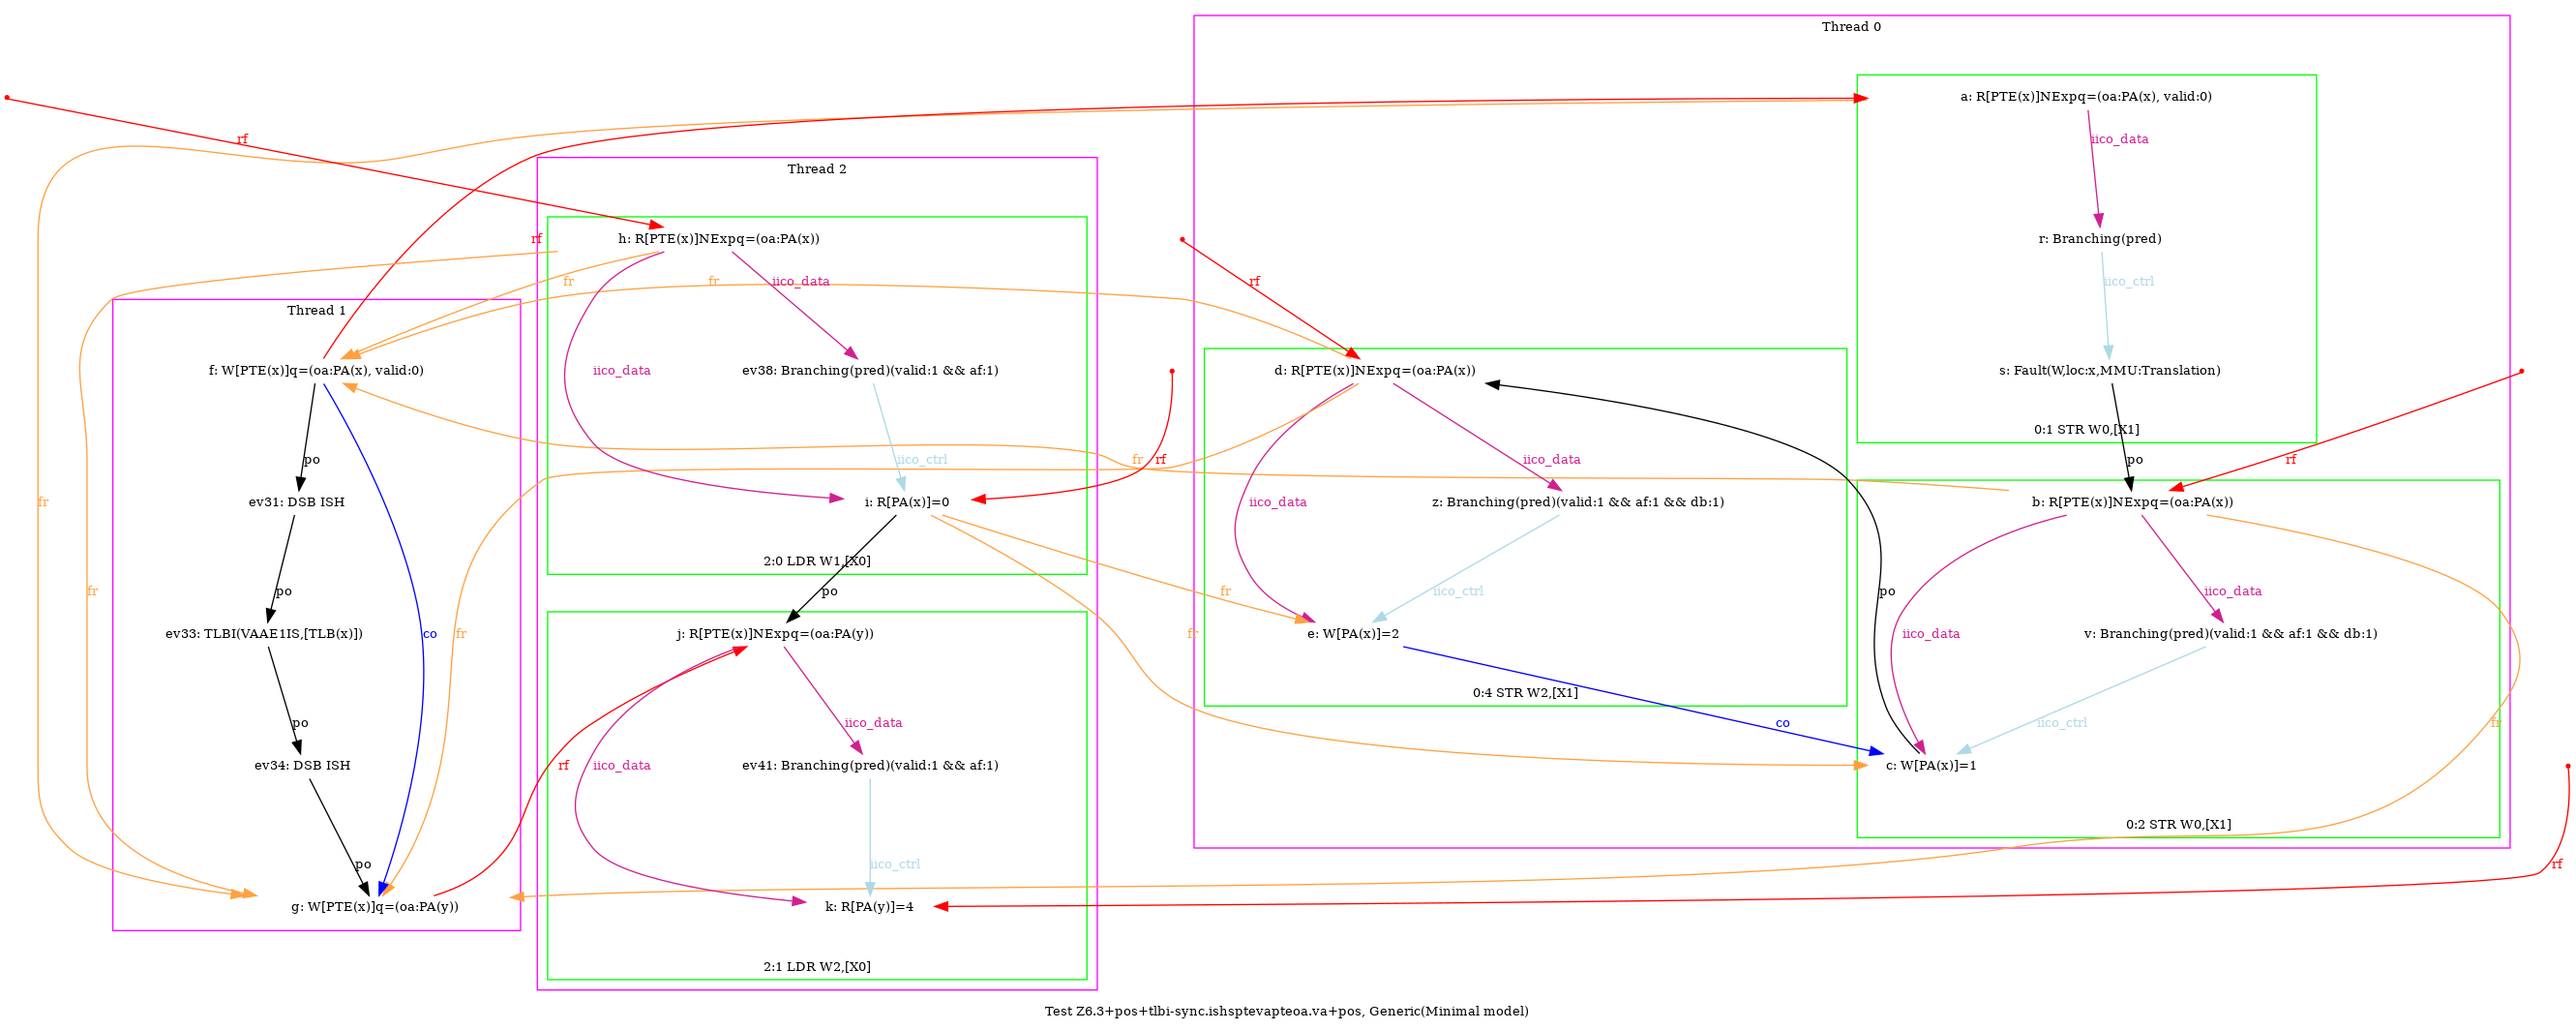 Thread 0
a: R[PTE(x)]NExpq=(oa:PA(x), valid:0)
rf
iico_data
Thread 2
h: R[PTE(x)]NExpq=(oa:PA(x))
rf
r: Branching(pred)
fr
fr
iico_data
rf
iico_ctrl
Thread 1
f: W[PTE(x)]q=(oa:PA(x), valid:0)
iico_data
ev38: Branching(pred)(valid:1 && af:1)
d: R[PTE(x)]NExpq=(oa:PA(x))
s: Fault(W,loc:x,MMU:Translation)
0:1 STR W0,[X1]
po
iico_ctrl
fr
rf
iico_data
po
rf
fr
ev31: DSB ISH
i: R[PA(x)]=0
iico_data
z: Branching(pred)(valid:1 && af:1 && db:1)
b: R[PTE(x)]NExpq=(oa:PA(x))
2:0 LDR W1,[X0]
fr
po
po
fr
iico_ctrl
po
iico_data
ev33: TLBI(VAAE1IS,[TLB(x)])
co
fr
j: R[PTE(x)]NExpq=(oa:PA(y))
fr
e: W[PA(x)]=2
iico_data
v: Branching(pred)(valid:1 && af:1 && db:1)
0:4 STR W2,[X1]
po
iico_data
co
iico_ctrl
fr
ev34: DSB ISH
rf
iico_data
ev41: Branching(pred)(valid:1 && af:1)
c: W[PA(x)]=1
0:2 STR W0,[X1]
po
iico_ctrl
rf
g: W[PTE(x)]q=(oa:PA(y))
k: R[PA(y)]=4
2:1 LDR W2,[X0]
Test Z6.3+pos+tlbi-sync.ishsptevapteoa.va+pos, Generic(Minimal model)